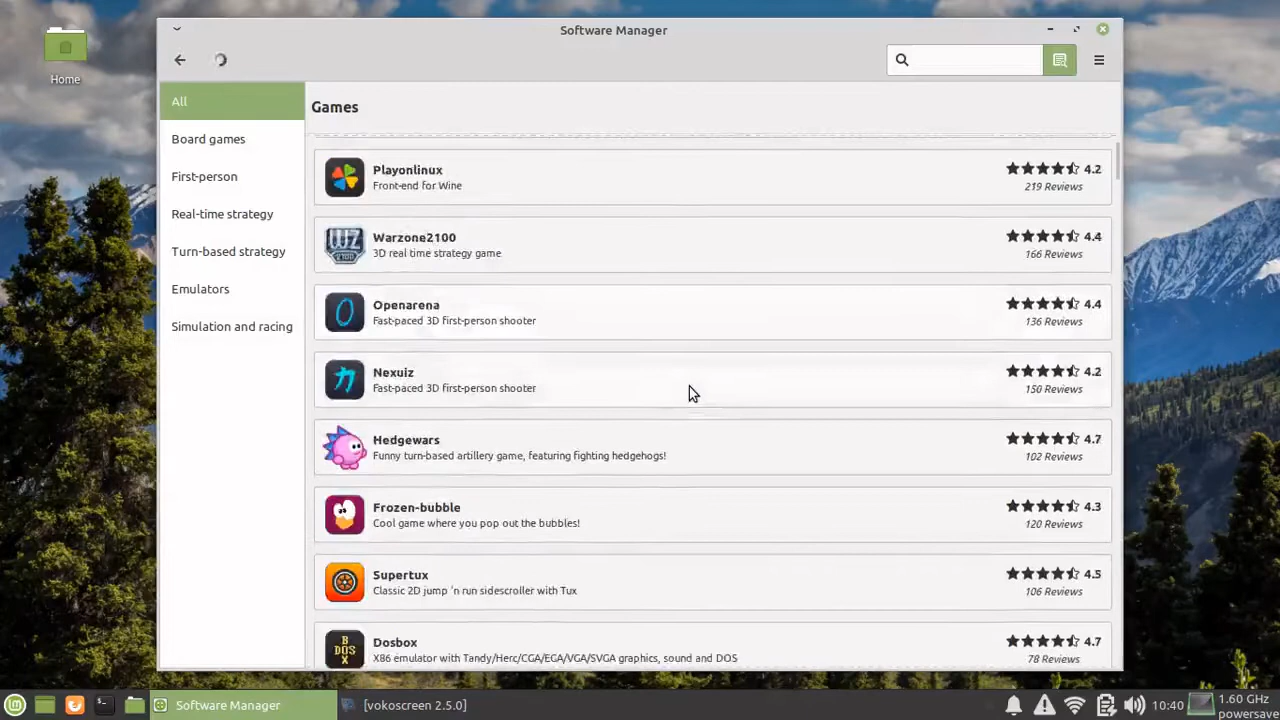 Software Manager
Home
All
Board games
First-person
Real-time strategy
Turn-based strategy
Emulators
Simulation and racing
Games
Playonlinux
Front-end for Wine
4.2
219 Reviews
Warzone2100
3D real time strategy game
4.4
166 Reviews
WZ
2100
Openarena
Fast-paced 3D first-person shooter
4.4
136 Reviews
Nexuiz
Fast-paced 3D first-person shooter
4.2
150 Reviews
Hedgewars
Funny turn-based artillery game, featuring fighting hedgehogs!
4.7
102 Reviews
Frozen-bubble
Cool game where you pop out the bubbles!
4.3
120 Reviews
Supertux
Classic 2D jump 'n run sidescroller with Tux
4.5
106 Reviews
B
DOS
X
Dosbox
X86 emulator with Tandy/Herc/CGA/EGA/VGA/SVGA graphics, sound and DOS
4.7
78 Reviews
Software Manager
[vokoscreen 2.5.0]
10:40
1.60 GHz
powersave